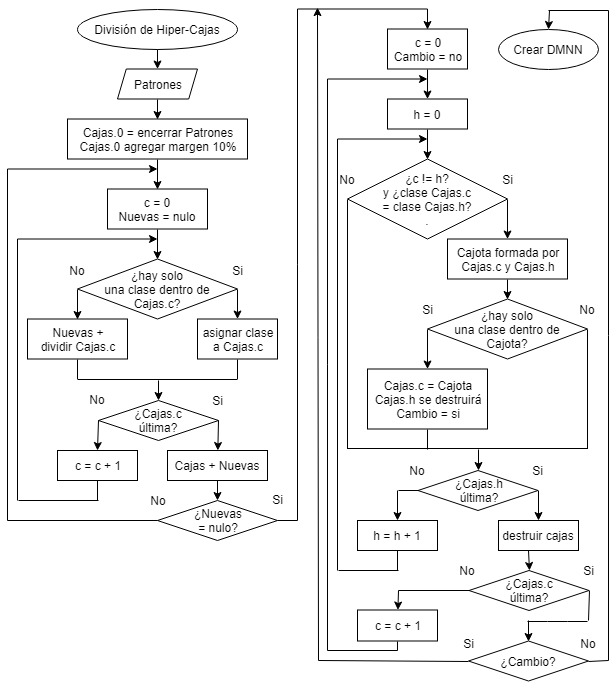 División de Hiper-Cajas
Patrones
Cajas.0 = encerrar Patrones
Cajas.0 agregar margen 10%
c = 0
Nuevas = nulo
No
¿hay solo
una clase dentro de
Cajas.c?
Si
Nuevas +
dividir Cajas.c
asignar clase
a Cajas.c
No
¿Cajas.c
última?
Si
c = c + 1
Cajas + Nuevas
No
¿Nuevas
= nulo?
Si
c = 0
Cambio = no
h = 0
No
¿c != h?
y ¿clase Cajas.c
= clase Cajas.h?
.
Si
Cajota formada por
Cajas.c y Cajas.h
Si
¿hay solo
una clase dentro de
Cajota?
No
Cajas.c = Cajota
Cajas.h se destruirá
Cambio = si
No
¿Cajas.h
última?
Si
h = h + 1
destruir cajas
No
¿Cajas.c
última?
Si
c = c + 1
Si
¿Cambio?
No
Crear DMNN